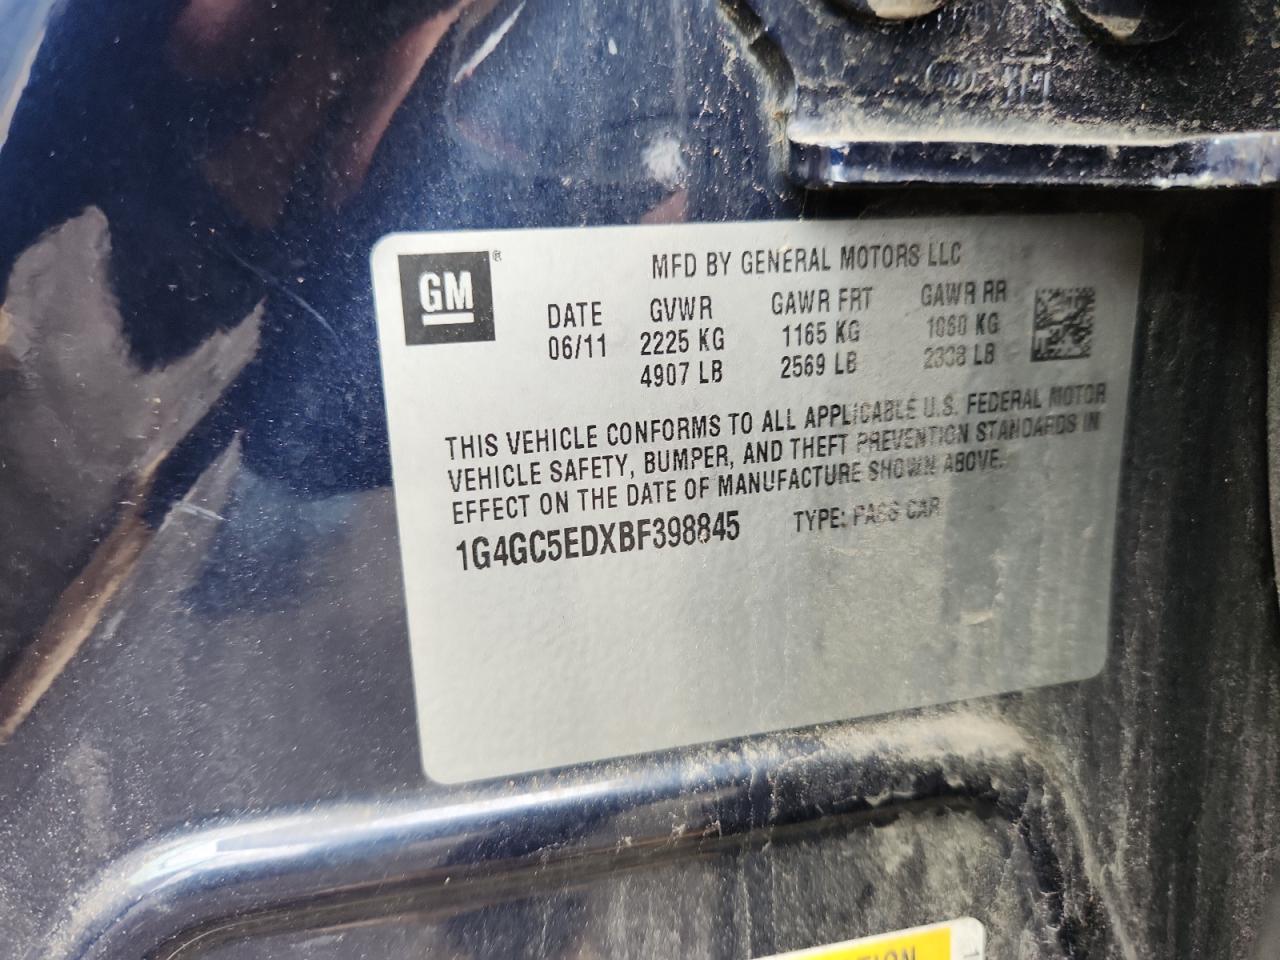 GM®
MFD BY GENERAL MOTORS LLC
DATE GVWR GAWR FRT GAWR RR
06/11 2225 KG 1165 KG 1060 KG
4907 LB 2569 LB 2338 LB
THIS VEHICLE CONFORMS TO ALL APPLICABLE U.S. FEDERAL MOTOR
VEHICLE SAFETY, BUMPER, AND THEFT PREVENTION STANDARDS IN
EFFECT ON THE DATE OF MANUFACTURE SHOWN ABOVE.
1G4GC5EDXBF398845 TYPE: PASS CAR